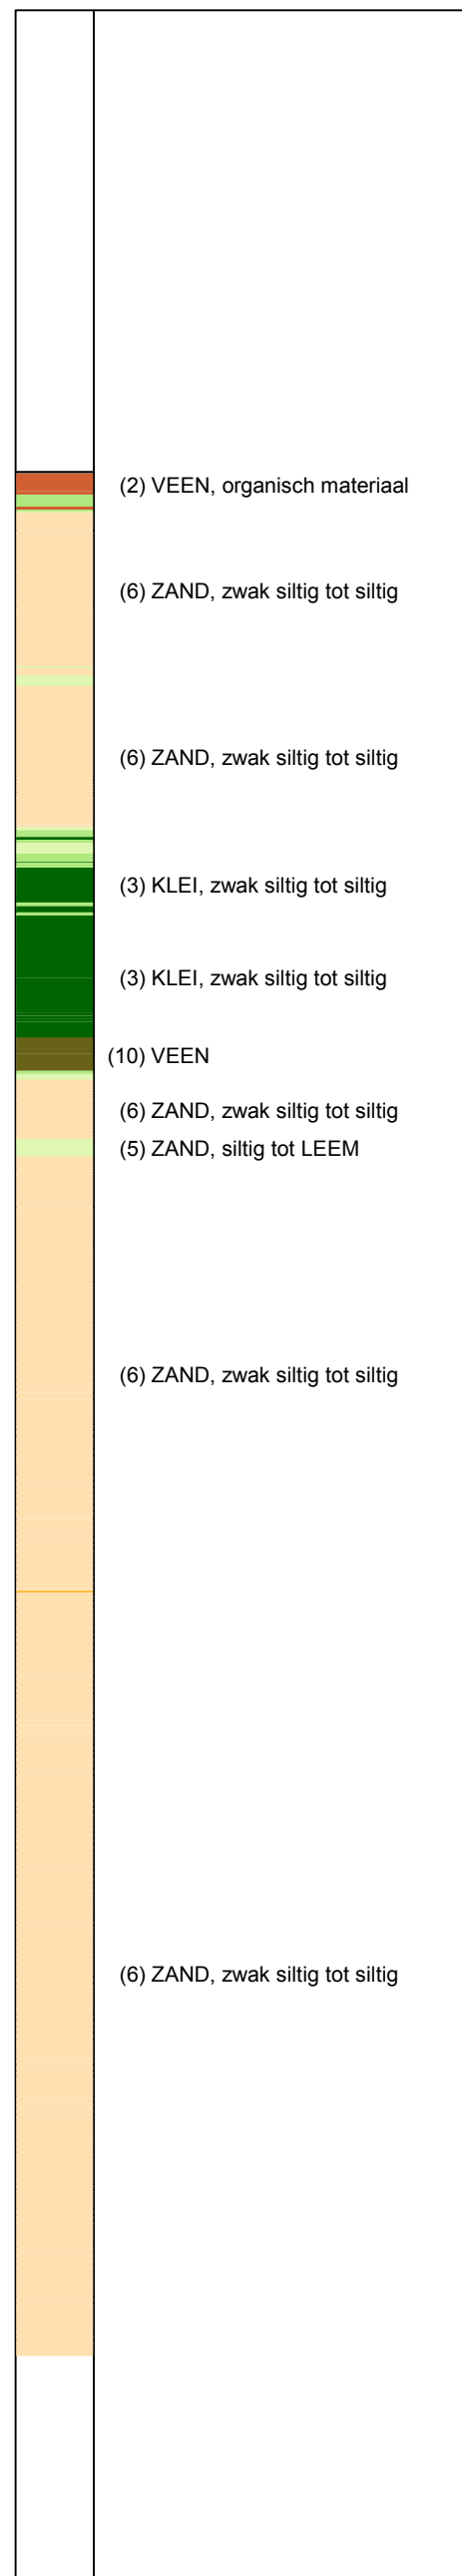 (2) VEEN, organisch materiaal
(6) ZAND, zwak siltig tot siltig
(6) ZAND, zwak siltig tot siltig
(3) KLEI, zwak siltig tot siltig
(3) KLEI, zwak siltig tot siltig
(10) VEEN
(6) ZAND, zwak siltig tot siltig
(5) ZAND, siltig tot LEEM
(6) ZAND, zwak siltig tot siltig
(6) ZAND, zwak siltig tot siltig